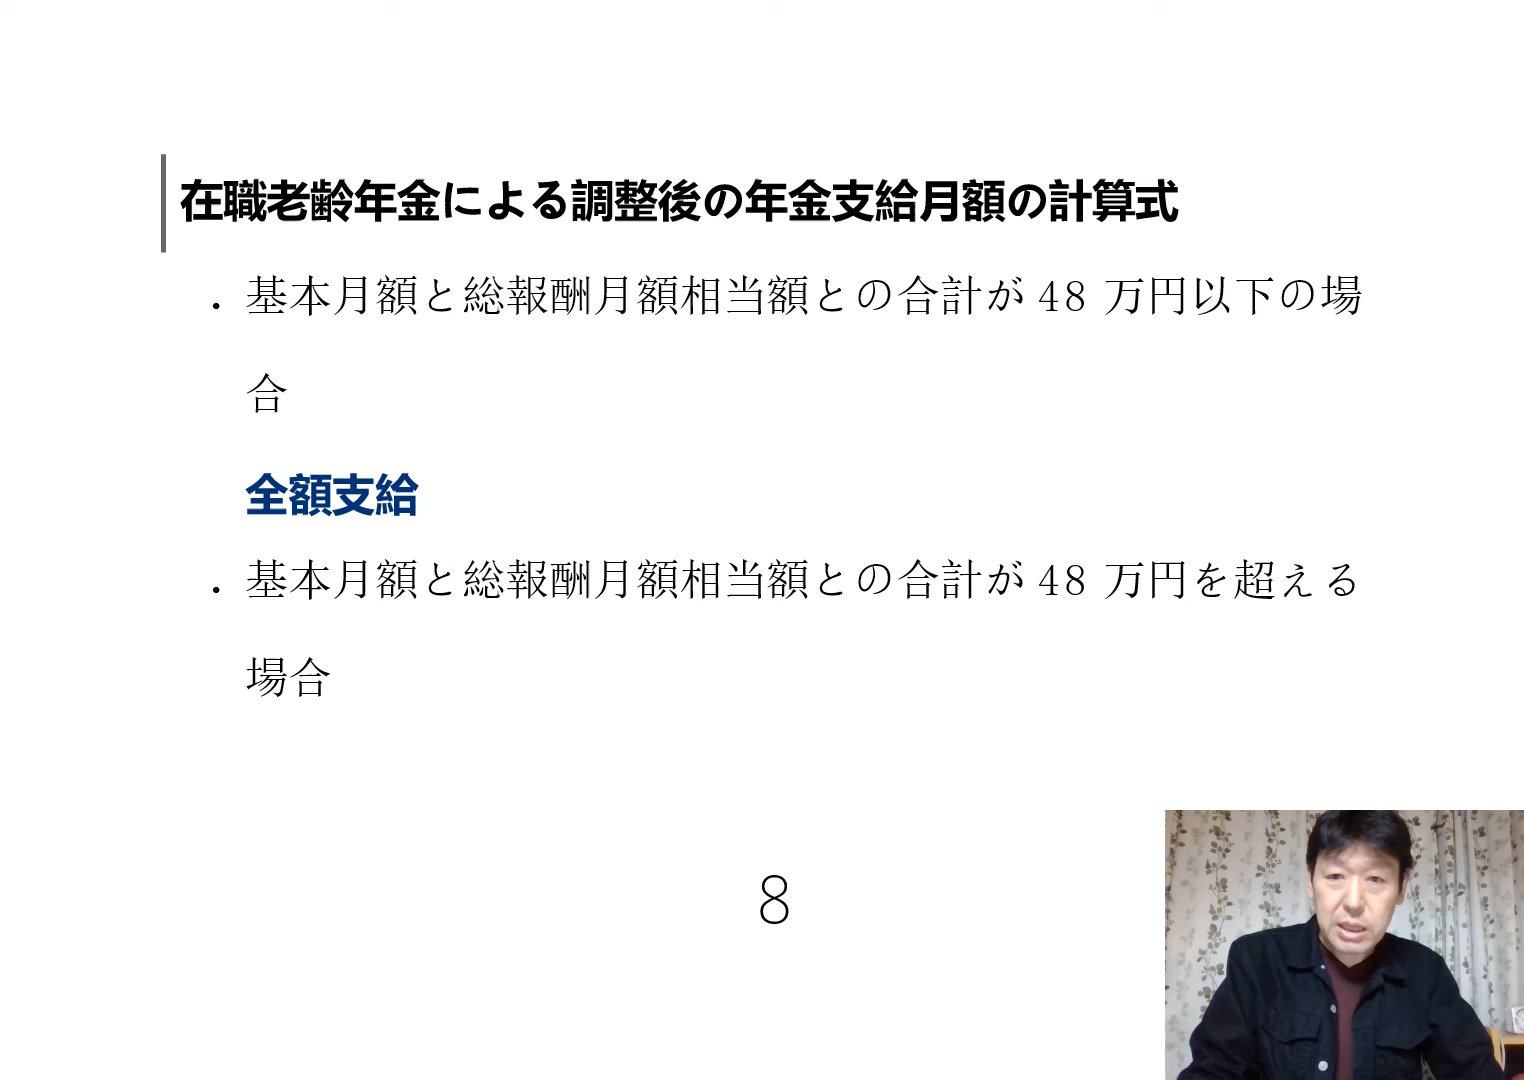 在職老齢年金による調整後の年金支給月額の計算式
. 基本月額と総報酬月額相当額との合計が 48 万円以下の場
合
全額支給
. 基本月額と総報酬月額相当額との合計が 48 万円を超える
場合
8